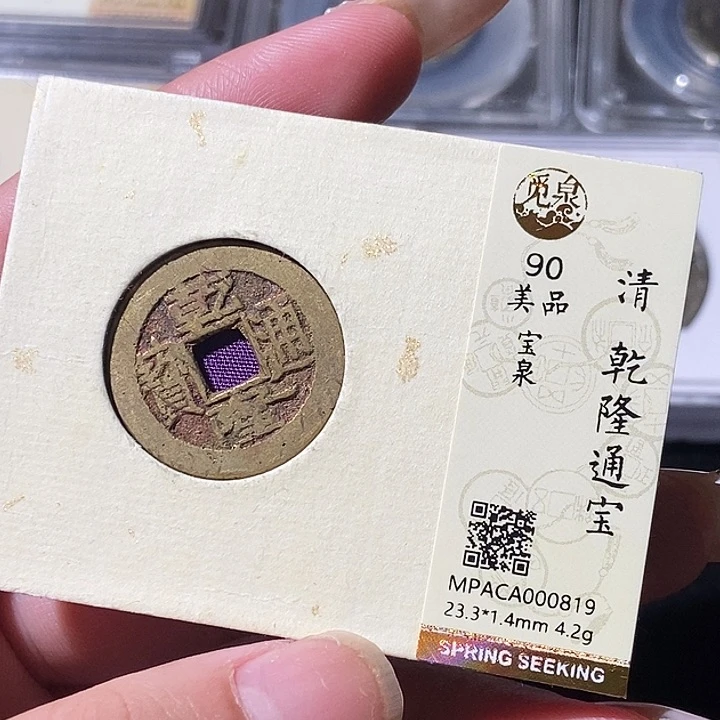 乾隆通寶
觅泉
90
美品
宝泉
清 乾隆通宝
MPACA000819
23.3*1.4mm 4.2g
SPRING SEEKING